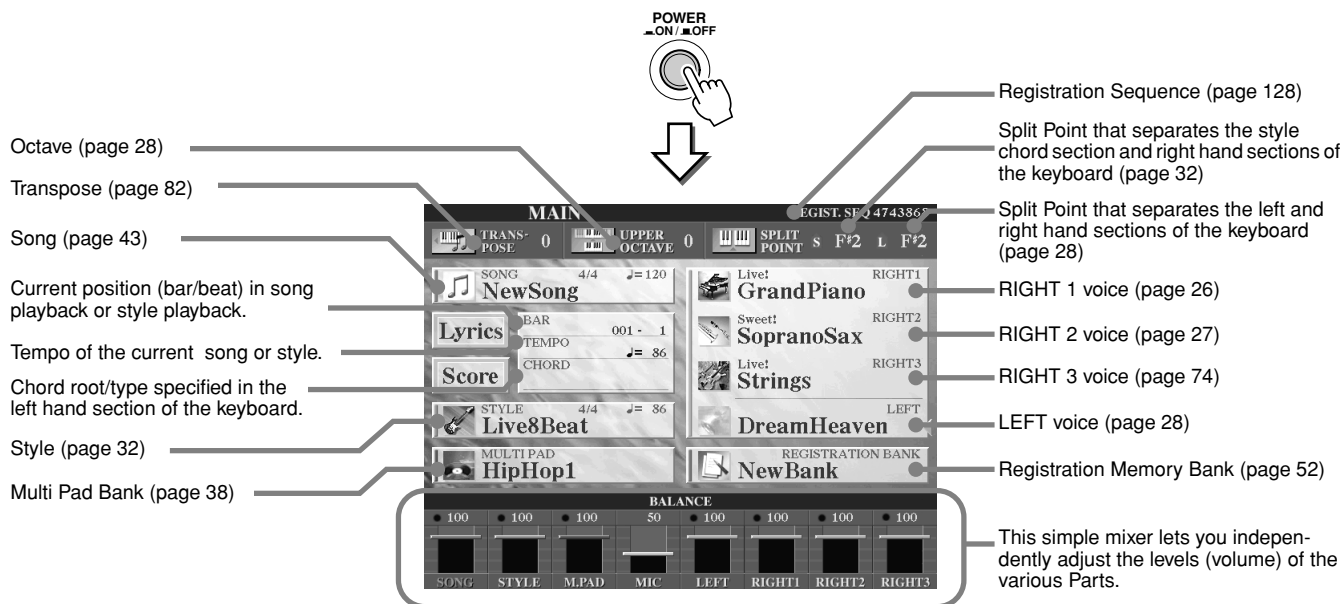 POWER
ON / OFF
Octave (page 28)
Transpose (page 82)
Song (page 43)
Current position (bar/beat) in song
playback or style playback.
Tempo of the current song or style.
Chord root/type specified in the
left hand section of the keyboard.
Style (page 32)
Multi Pad Bank (page 38)
MAIN
EGIST. SEQ 4743868
TRANS-
POSE 0
UPPER
OCTAVE 0
SPLIT
POINT S F#2 L F#2
SONG 4/4 ♩=120
NewSong
Lyrics
BAR
001 - 1
TEMPO
♩= 86
Score
CHORD
STYLE 4/4 ♩= 86
Live8Beat
MULTI PAD
HipHop1
Live! RIGHT1
GrandPiano
Sweet! RIGHT2
SopranoSax
Live! RIGHT3
Strings
LEFT
DreamHeaven
REGISTRATION BANK
NewBank
BALANCE
100 100 100 50 100 100 100 100
SONG STYLE M.PAD MIC LEFT RIGHT1 RIGHT2 RIGHT3
Registration Sequence (page 128)
Split Point that separates the style
chord section and right hand sections of
the keyboard (page 32)
Split Point that separates the left and
right hand sections of the keyboard
(page 28)
RIGHT 1 voice (page 26)
RIGHT 2 voice (page 27)
RIGHT 3 voice (page 74)
LEFT voice (page 28)
Registration Memory Bank (page 52)
This simple mixer lets you indepen-
dently adjust the levels (volume) of the
various Parts.